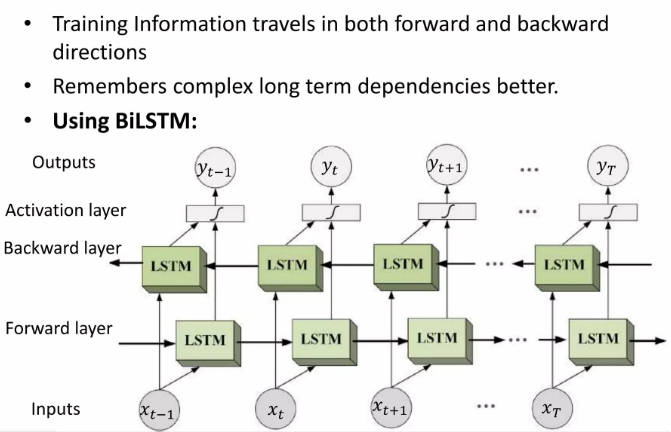 • Training Information travels in both forward and backward
directions
• Remembers complex long term dependencies better.
• Using BiLSTM:
Outputs y_{t−1} y_t y_{t+1} ... y_T
Activation layer ∫ ∫ ∫ ... ∫
Backward layer
LSTM LSTM LSTM ... LSTM
Forward layer
LSTM LSTM LSTM ... LSTM
Inputs x_{t−1} x_t x_{t+1} ... x_T